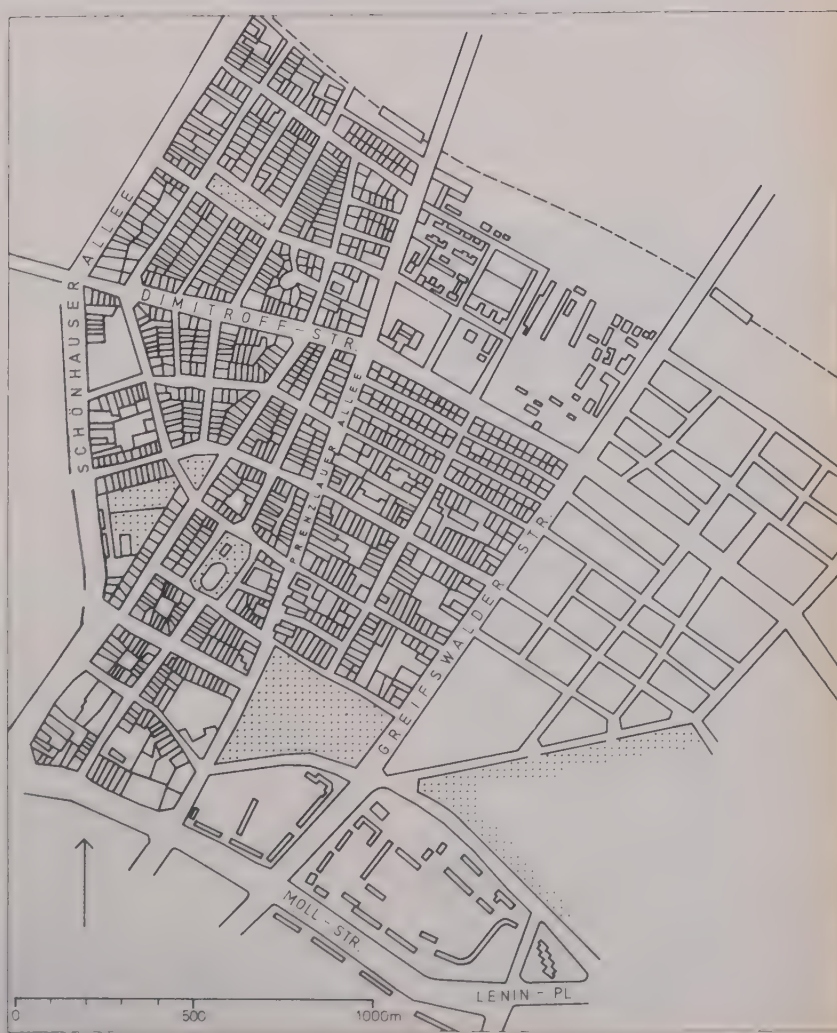 SCHÖNHAUSER ALLEE
DIMITROFF-STR.
PRENZLAUER ALLEE
GREIFSWALDER STR.
MOLL-STR.
LENIN-PL
0 500 1000m